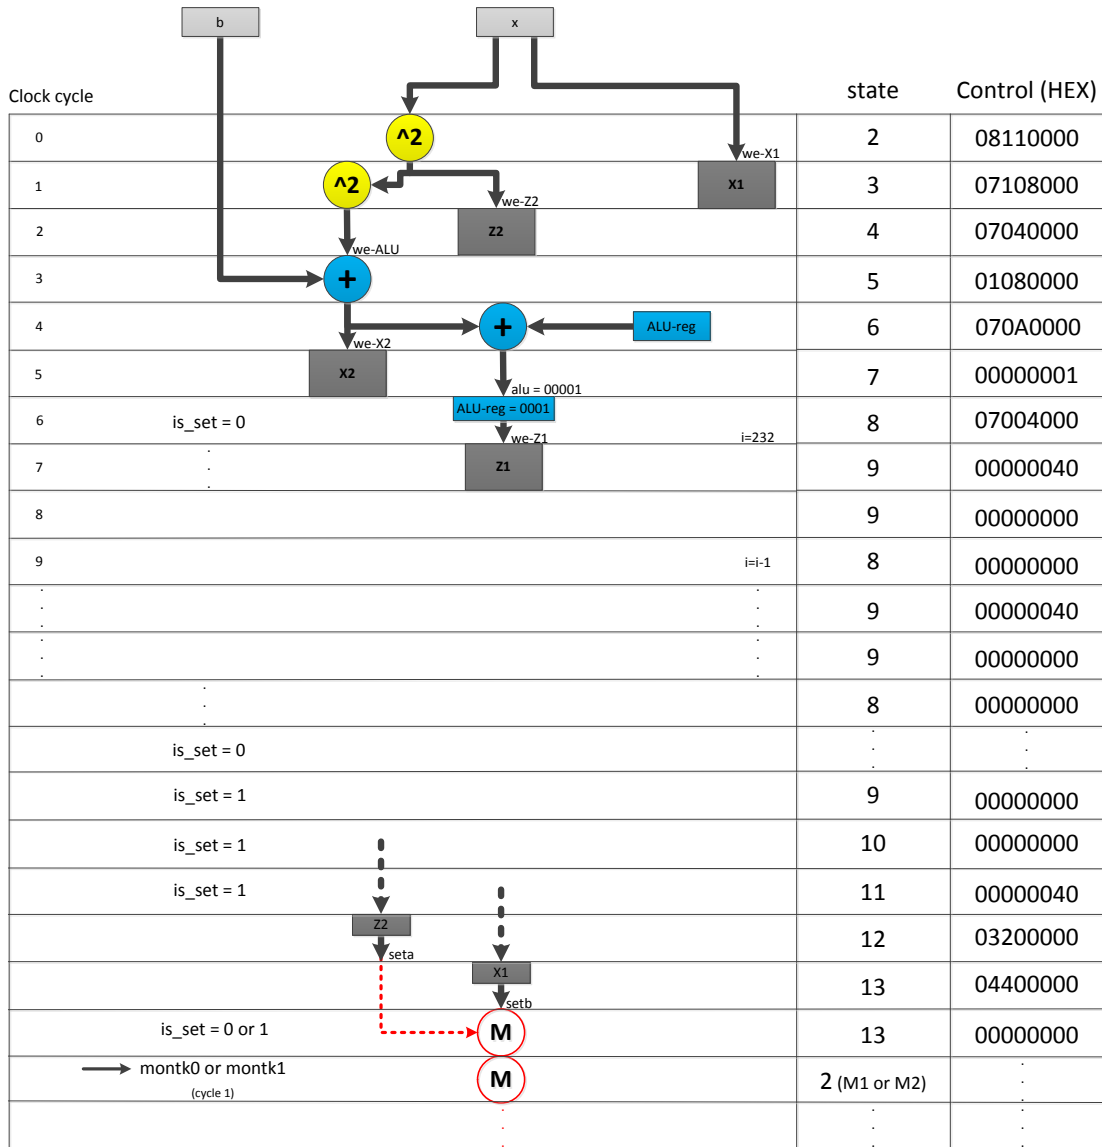 b
x
Clock cycle
state
Control (HEX)
0
^2
2
08110000
we-X1
1
^2
X1
3
07108000
we-Z2
2
Z2
4
07040000
we-ALU
3
+
5
01080000
4
+
ALU-reg
6
070A0000
we-X2
5
X2
7
00000001
alu = 00001
6
is_set = 0
ALU-reg = 0001
8
07004000
we-Z1
i=232
7
Z1
9
00000040
8
9
00000000
9
i=i-1
8
00000000
9
00000040
9
00000000
8
00000000
is_set = 0
is_set = 1
9
00000000
is_set = 1
10
00000000
is_set = 1
11
00000040
Z2
12
03200000
seta
X1
13
04400000
setb
is_set = 0 or 1
M
13
00000000
montk0 or montk1
(cycle 1)
M
2 (M1 or M2)